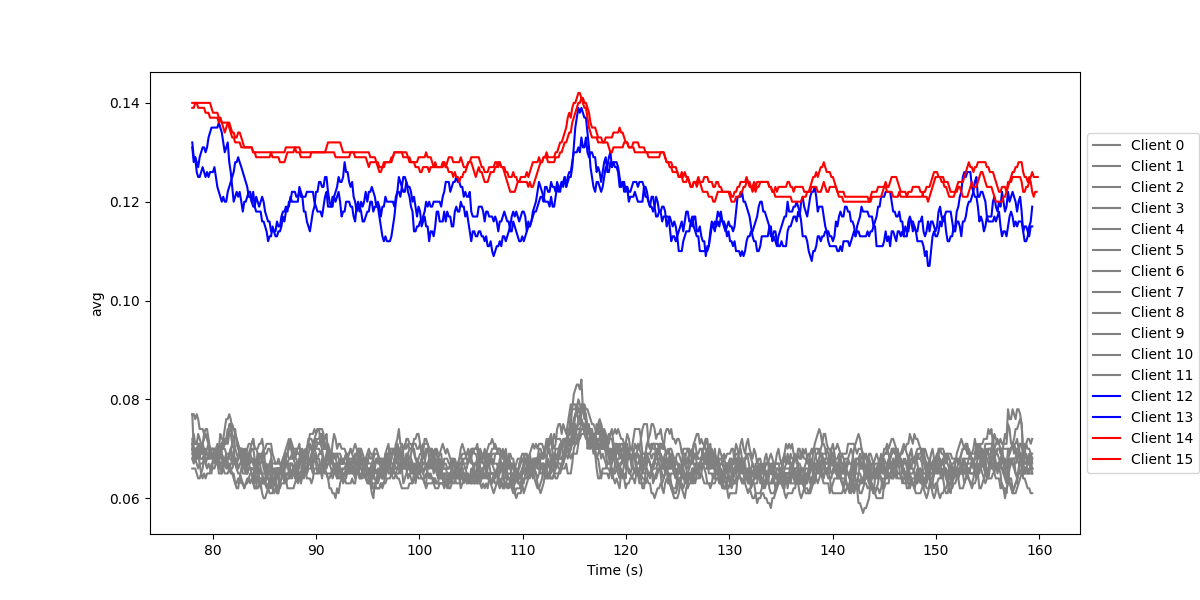 0.14
0.12
0.10
0.08
0.06
avg
80 90 100 110 120 130 140 150 160
Time (s)
Client 0
Client 1
Client 2
Client 3
Client 4
Client 5
Client 6
Client 7
Client 8
Client 9
Client 10
Client 11
Client 12
Client 13
Client 14
Client 15